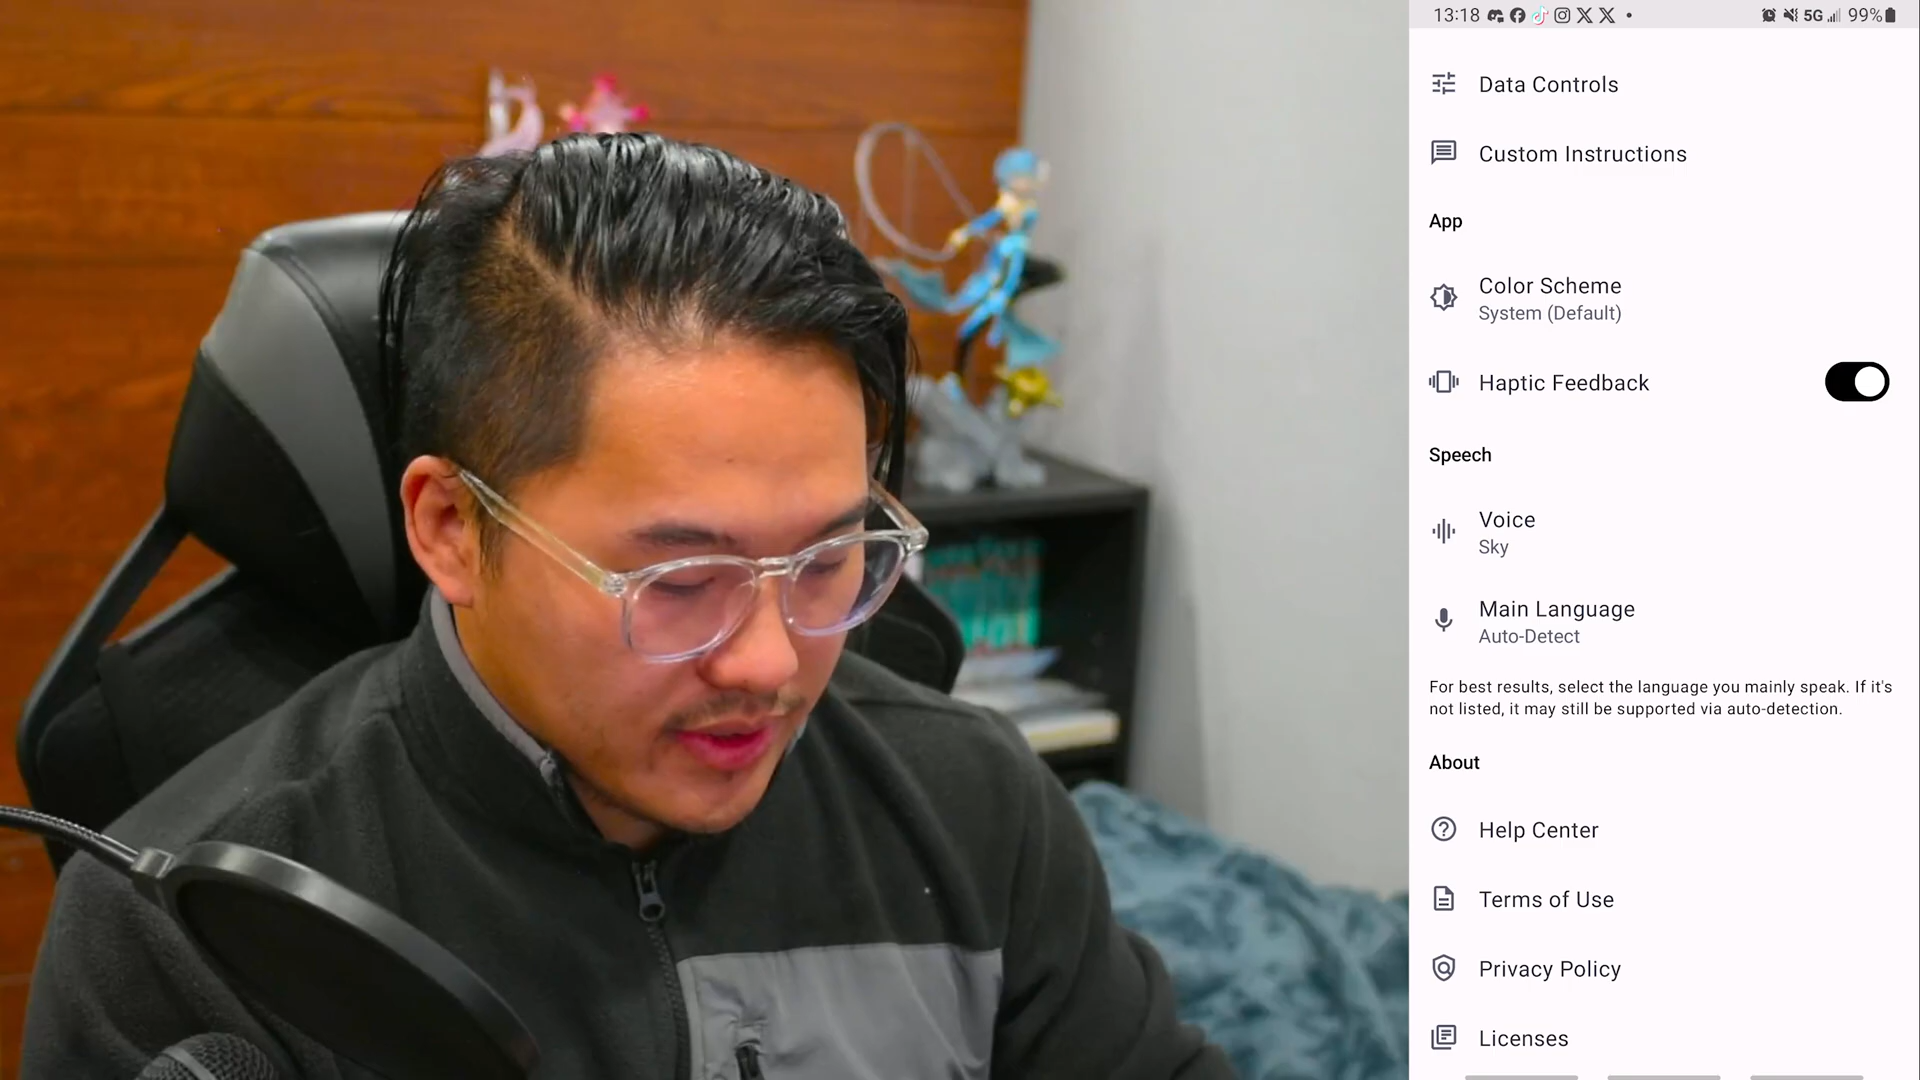 13:18
5G 99%
Data Controls
Custom Instructions
App
Color Scheme
System (Default)
Haptic Feedback
Speech
Voice
Sky
Main Language
Auto-Detect
For best results, select the language you mainly speak. If it's
not listed, it may still be supported via auto-detection.
About
Help Center
Terms of Use
Privacy Policy
Licenses